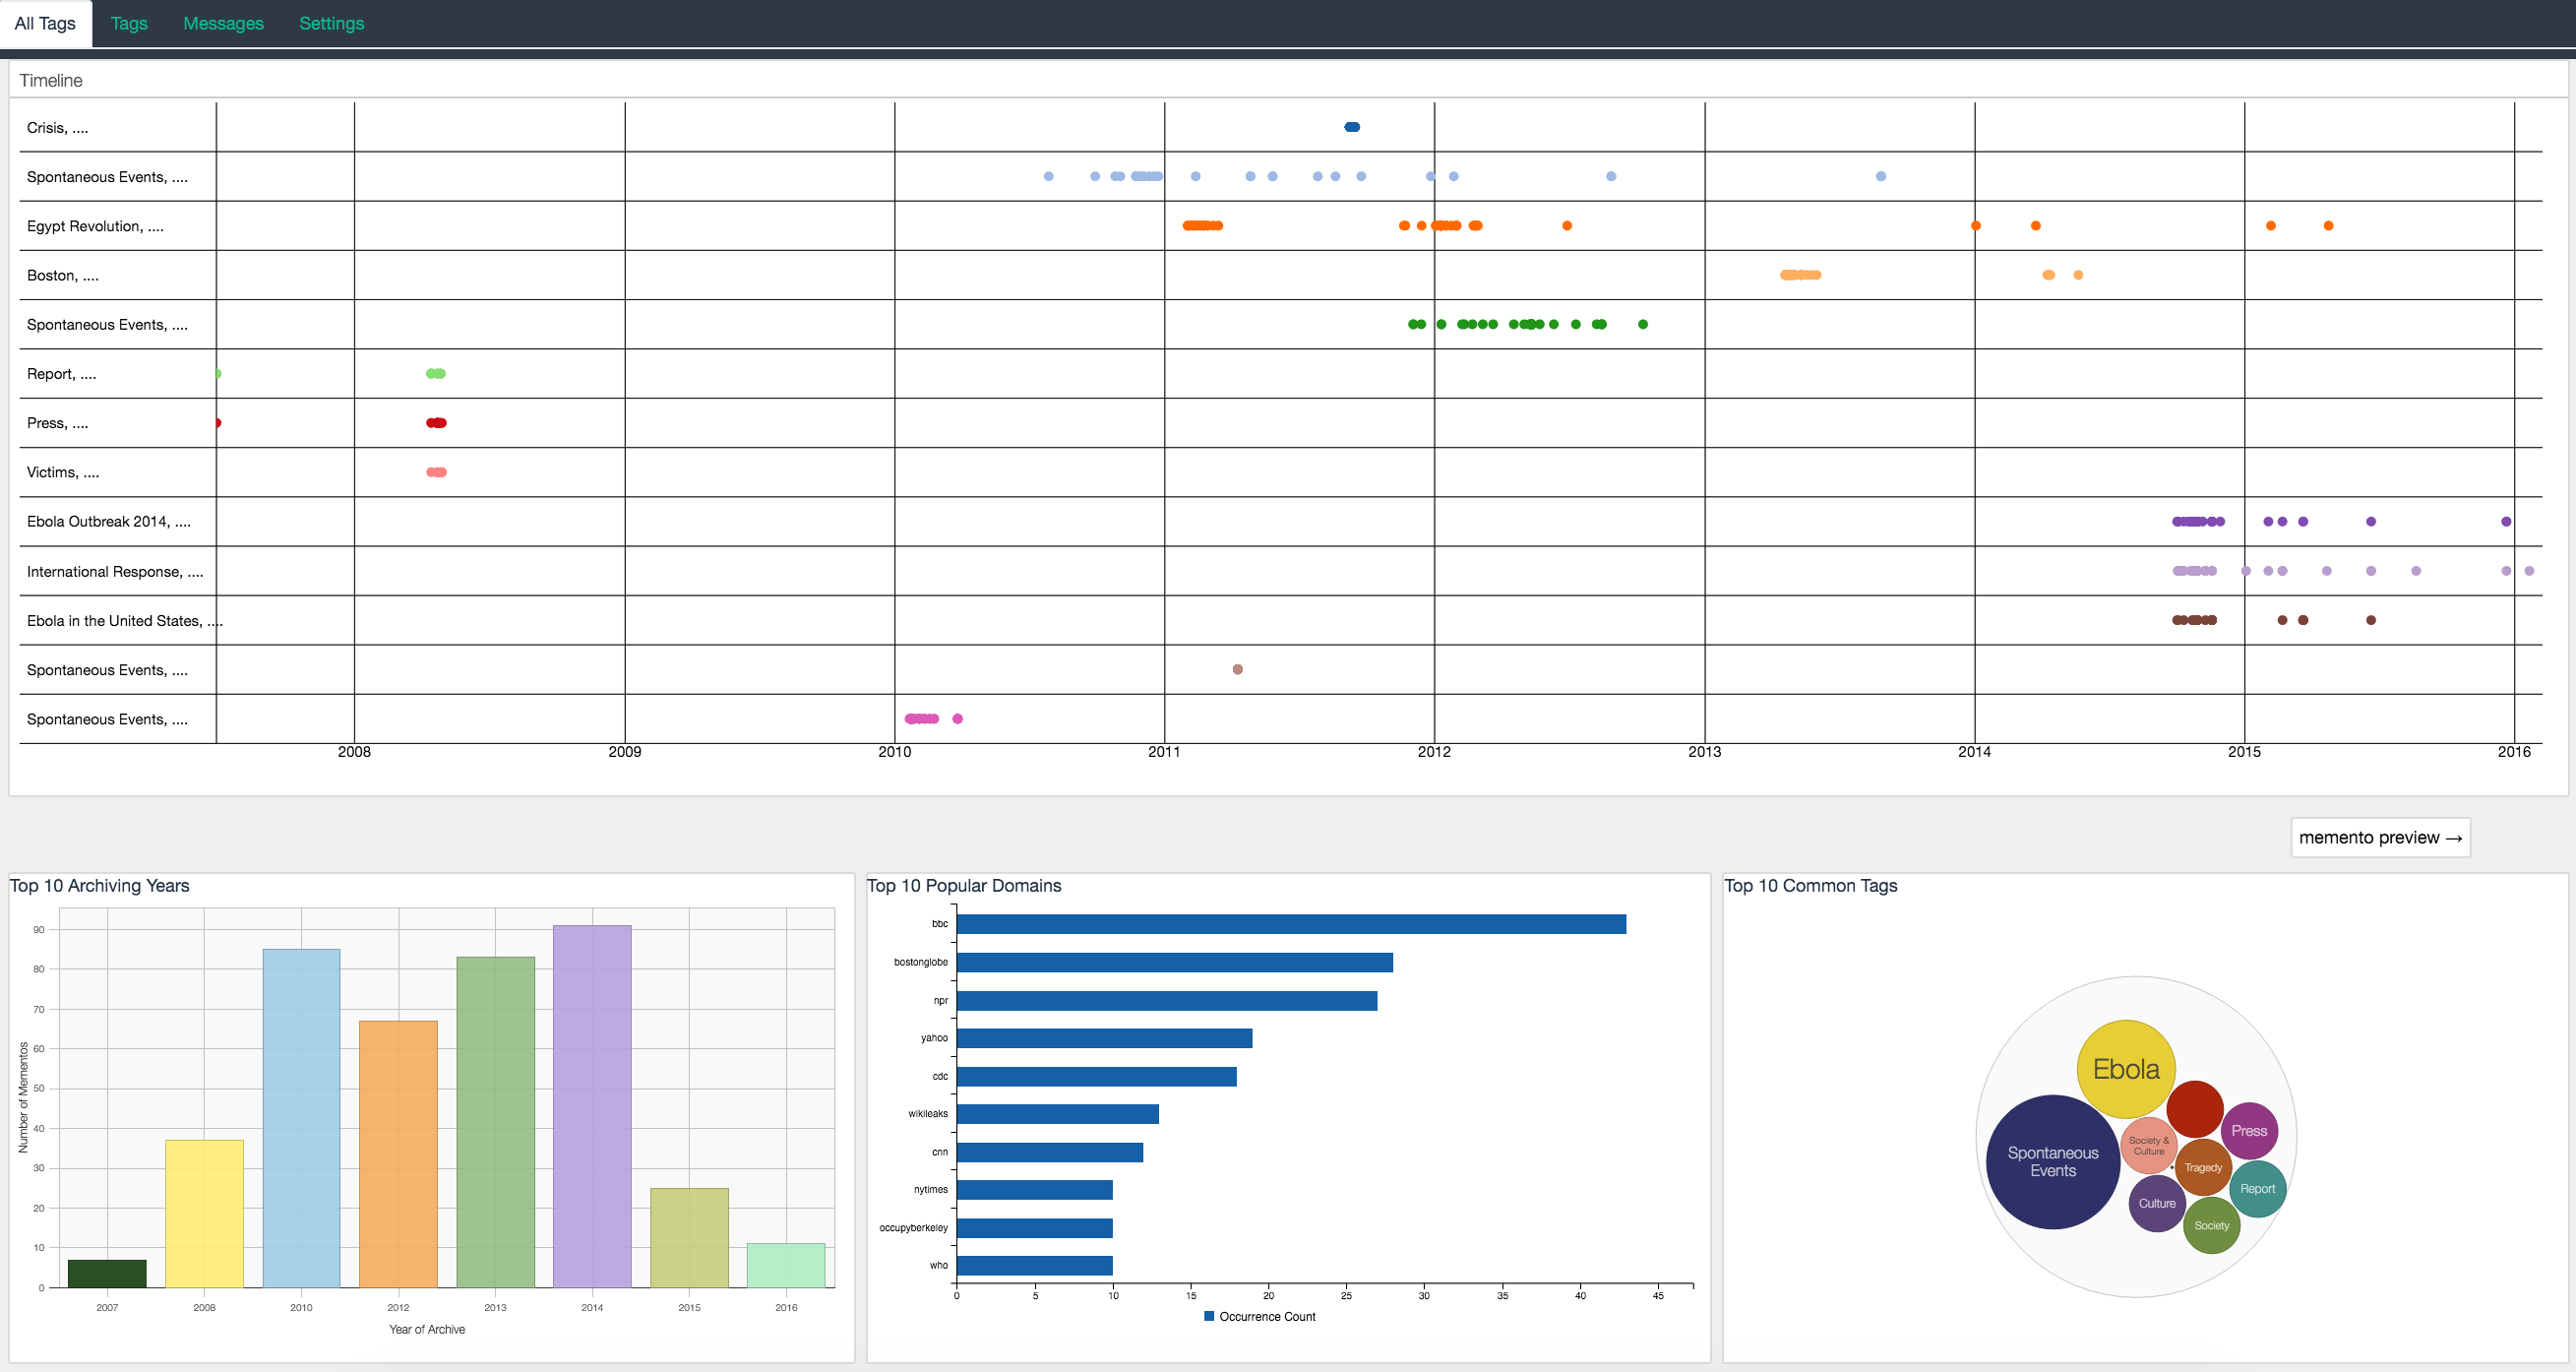 All Tags Tags Messages Settings
Timeline
Crisis, ....
Spontaneous Events, ....
Egypt Revolution, ....
Boston, ....
Spontaneous Events, ....
Report, ....
Press, ....
Victims, ....
Ebola Outbreak 2014, ....
International Response, ....
Ebola in the United States, ....
Spontaneous Events, ....
Spontaneous Events, ....
2008 2009 2010 2011 2012 2013 2014 2015 2016
memento preview →
Top 10 Archiving Years
Number of Mementos
90
80
70
60
50
40
30
20
10
0
2007 2008 2010 2012 2013 2014 2015 2016
Year of Archive
Top 10 Popular Domains
bbc
bostonglobe
npr
yahoo
cdc
wikileaks
cnn
nytimes
occupyberkeley
who
0 5 10 15 20 25 30 35 40 45
Occurrence Count
Top 10 Common Tags
Ebola
Spontaneous
Events
Society &
Culture
Press
Tragedy
Report
Culture
Society